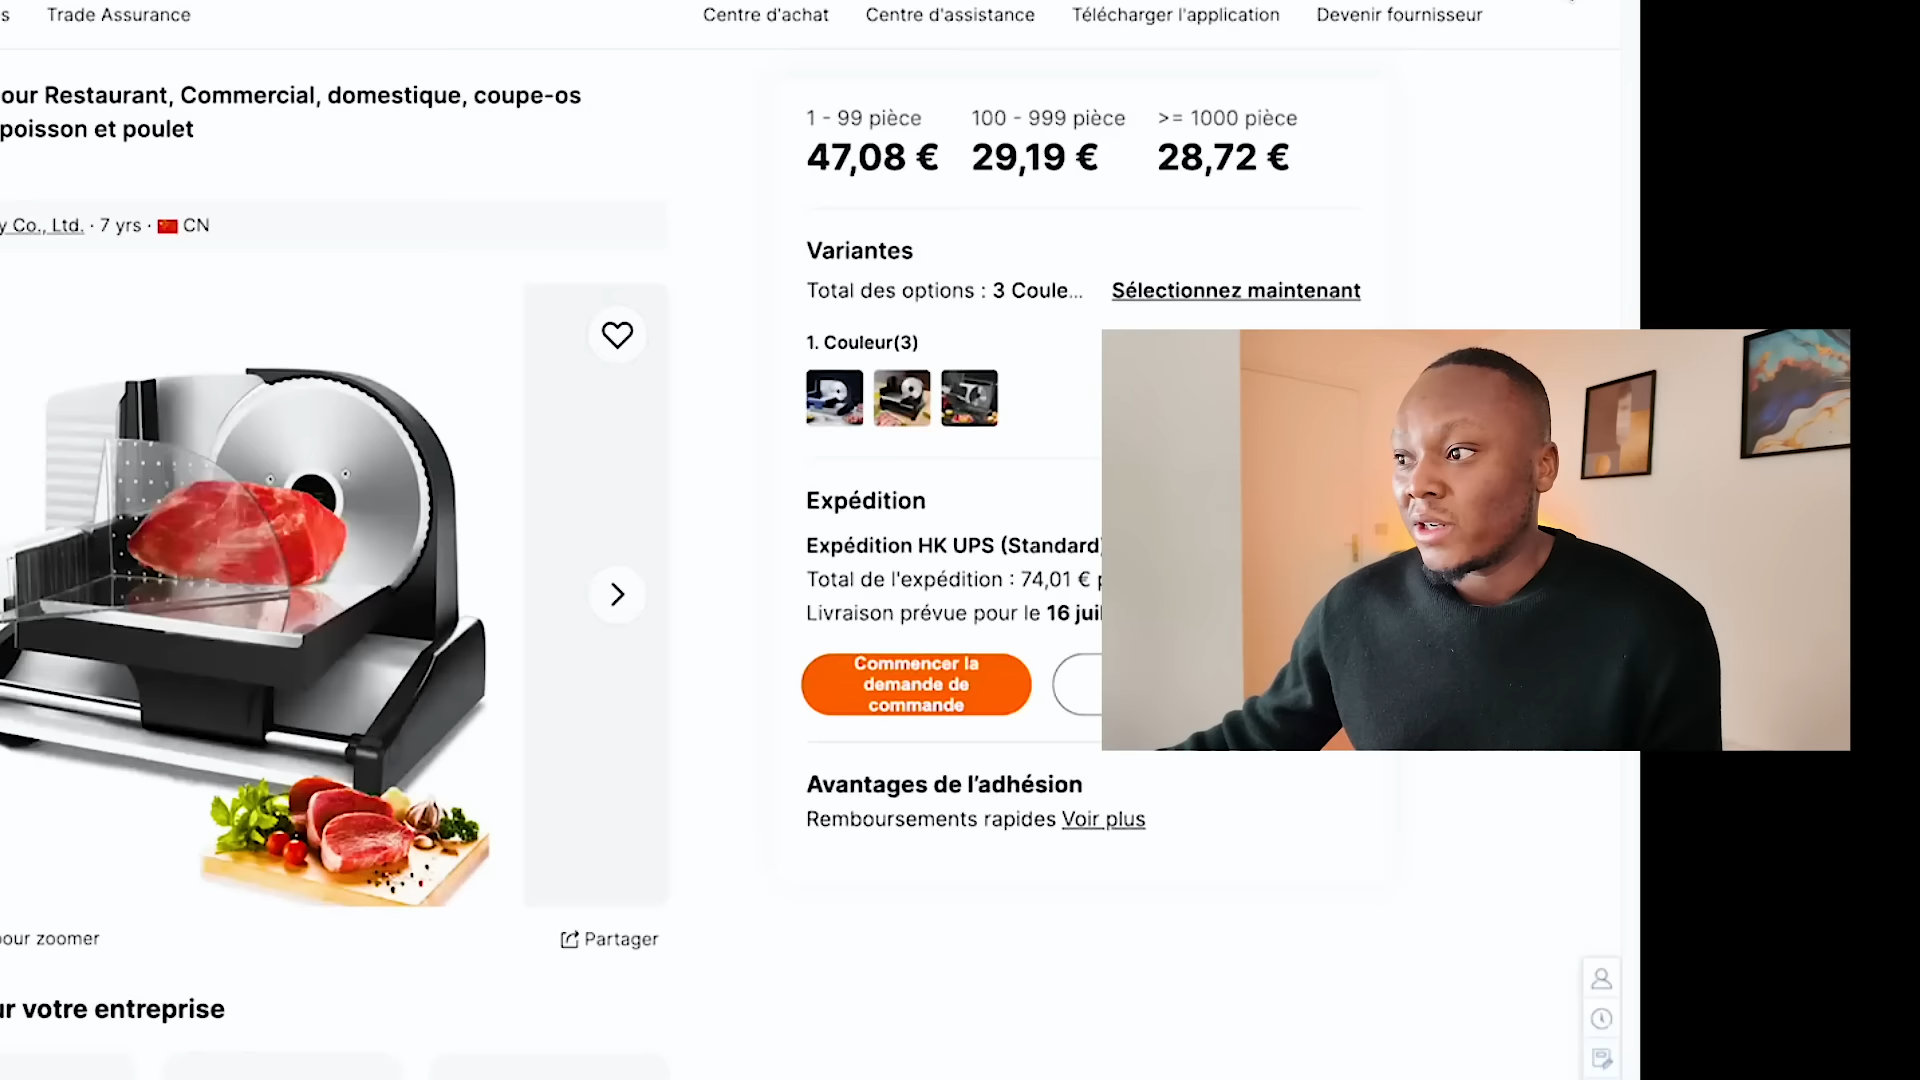 s Trade Assurance Centre d'achat Centre d'assistance Télécharger l'application Devenir fournisseur
our Restaurant, Commercial, domestique, coupe-os
poisson et poulet
y Co., Ltd. · 7 yrs · CN
1 - 99 pièce 100 - 999 pièce >= 1000 pièce
47,08 € 29,19 € 28,72 €
Variantes
Total des options : 3 Coule... Sélectionnez maintenant
1. Couleur(3)
Expédition
Expédition HK UPS (Standard)
Total de l'expédition : 74,01 € p
Livraison prévue pour le 16 juil
Commencer la
demande de
commande
Avantages de l’adhésion
Remboursements rapides Voir plus
pour zoomer
Partager
ur votre entreprise